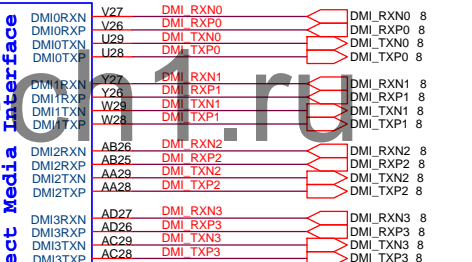 DMI0RXN V27 DMI_RXN0 DMI_RXN0 8
DMI0RXP V26 DMI_RXP0 DMI_RXP0 8
DMI0TXN U29 DMI_TXN0 DMI_TXN0 8
DMI0TXP U28 DMI_TXP0 DMI_TXP0 8
DMI1RXN Y27 DMI_RXN1 DMI_RXN1 8
DMI1RXP Y26 DMI_RXP1 DMI_RXP1 8
DMI1TXN W29 DMI_TXN1 DMI_TXN1 8
DMI1TXP W28 DMI_TXP1 DMI_TXP1 8
DMI2RXN AB26 DMI_RXN2 DMI_RXN2 8
DMI2RXP AB25 DMI_RXP2 DMI_RXP2 8
DMI2TXN AA29 DMI_TXN2 DMI_TXN2 8
DMI2TXP AA28 DMI_TXP2 DMI_TXP2 8
DMI3RXN AD27 DMI_RXN3 DMI_RXN3 8
DMI3RXP AD26 DMI_RXP3 DMI_RXP3 8
DMI3TXN AC29 DMI_TXN3 DMI_TXN3 8
DMI3TXP AC28 DMI_TXP3 DMI_TXP3 8
ect Media Interface
cn1.ru